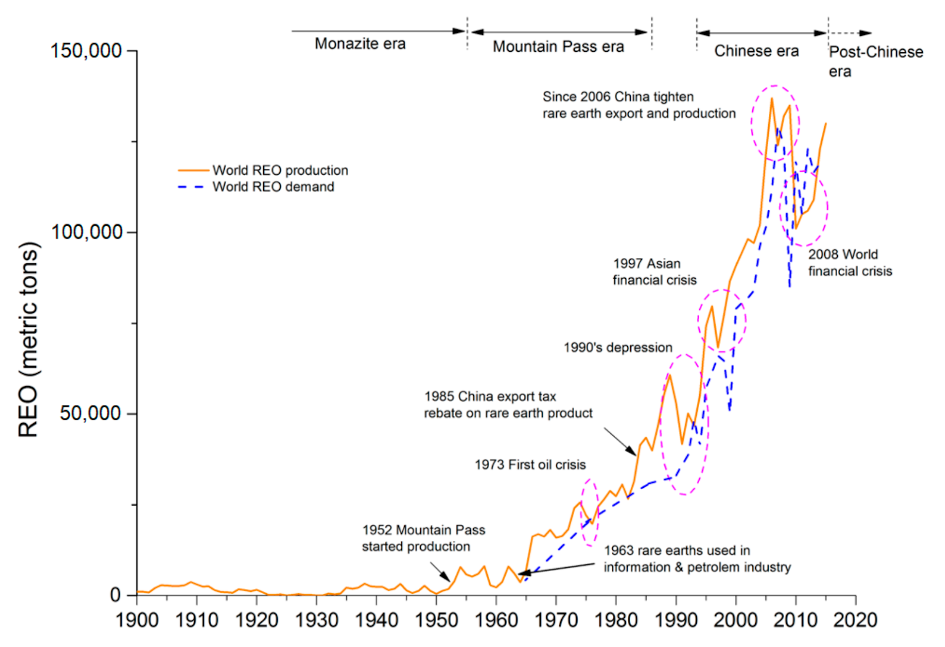 Monazite era
Mountain Pass era
Chinese era
Post-Chinese
era
150,000
Since 2006 China tighten
rare earth export and production
World REO production
World REO demand
100,000
2008 World
financial crisis
1997 Asian
financial crisis
1990's depression
1985 China export tax
rebate on rare earth product
50,000
1973 First oil crisis
1952 Mountain Pass
started production
1963 rare earths used in
information & petrolem industry
0
REO (metric tons)
1900 1910 1920 1930 1940 1950 1960 1970 1980 1990 2000 2010 2020